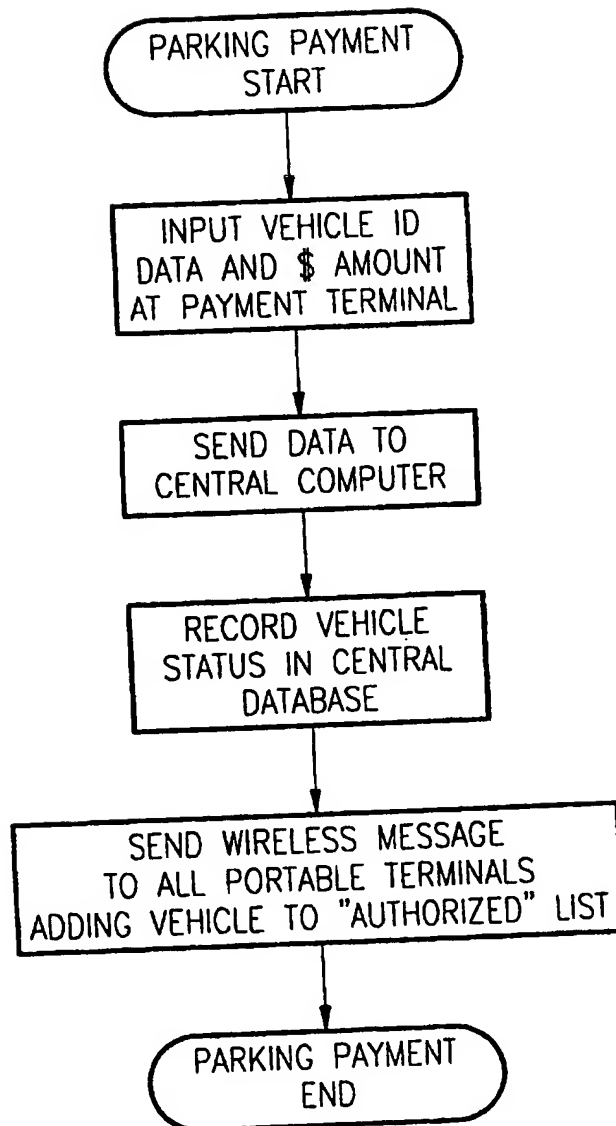 PARKING PAYMENT
START
INPUT VEHICLE ID
DATA AND $ AMOUNT
AT PAYMENT TERMINAL
SEND DATA TO
CENTRAL COMPUTER
RECORD VEHICLE
STATUS IN CENTRAL
DATABASE
SEND WIRELESS MESSAGE
TO ALL PORTABLE TERMINALS
ADDING VEHICLE TO "AUTHORIZED" LIST
PARKING PAYMENT
END